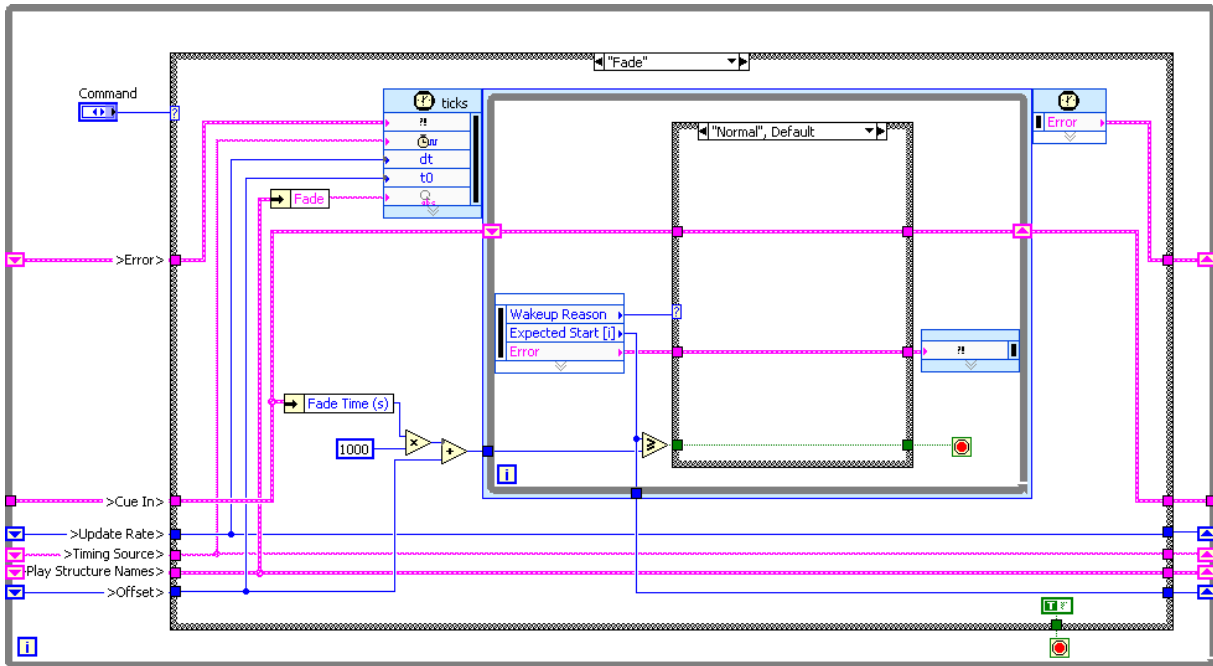 "Fade"
Command
ticks
?!
Error
"Normal", Default
dt
t0
Fade
>Error>
Wakeup Reason
Expected Start [i]
Error
?!
Fade Time (s)
1000
x
+
≥
i
>Cue In>
>Update Rate>
>Timing Source>
>Play Structure Names>
>Offset>
T
i